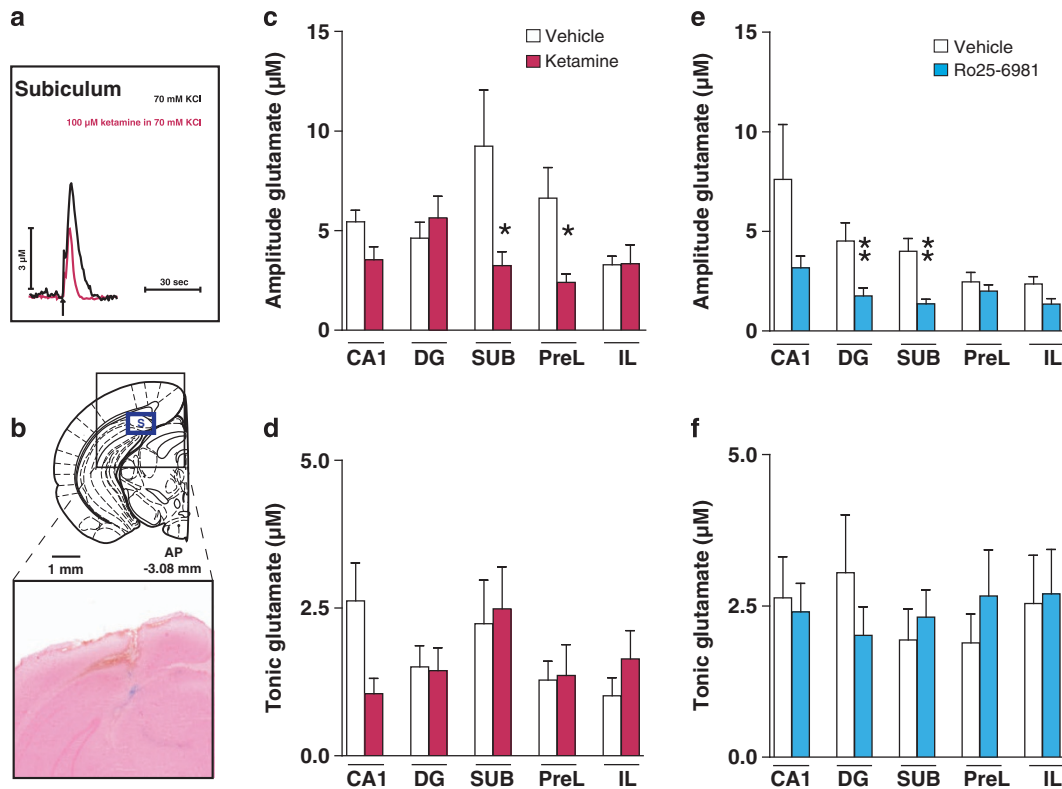 a
Subiculum
70 mM KCl
100 µM ketamine in 70 mM KCl
3 µM
30 sec
b
S
1 mm
AP
-3.08 mm
c
Amplitude glutamate (µM)
15
10
5
0
Vehicle
Ketamine
*
*
CA1 DG SUB PreL IL
d
Tonic glutamate (µM)
5.0
2.5
0.0
CA1 DG SUB PreL IL
e
Amplitude glutamate (µM)
15
10
5
0
Vehicle
Ro25-6981
**
**
CA1 DG SUB PreL IL
f
Tonic glutamate (µM)
5.0
2.5
0.0
CA1 DG SUB PreL IL